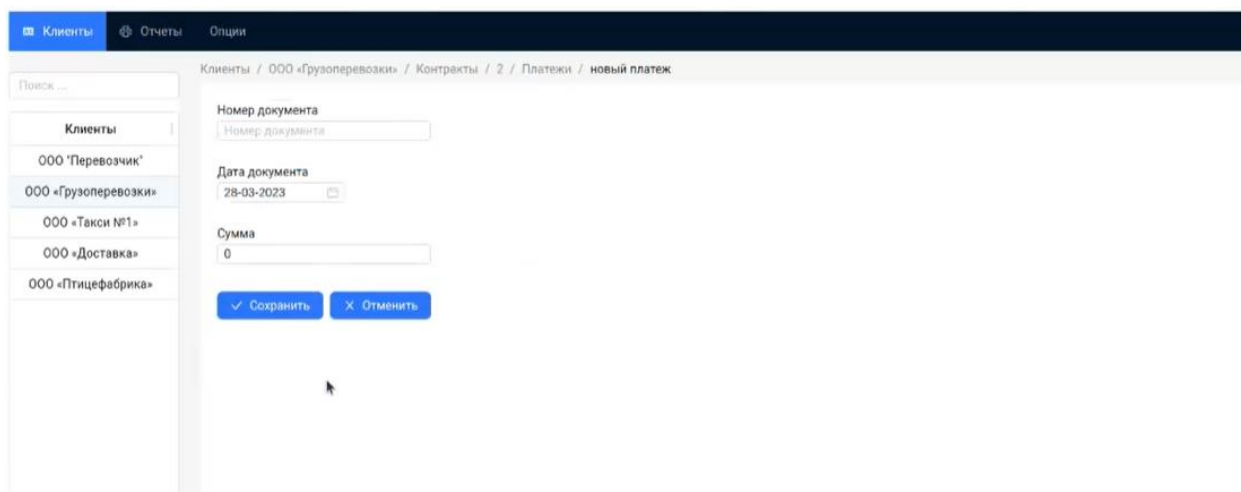 Клиенты Отчеты Опции
Клиенты / ООО «Грузоперевозки» / Контракты / 2 / Платежи / новый платеж
Поиск ...
Клиенты
ООО "Перевозчик"
ООО «Грузоперевозки»
ООО «Такси №1»
ООО «Доставка»
ООО «Птицефабрика»
Номер документа
Номер документа
Дата документа
28-03-2023
Сумма
0
Сохранить Отменить